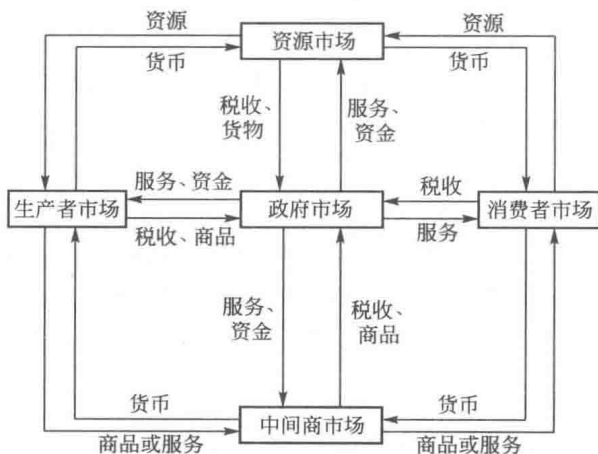 资源
资源市场
资源
货币
货币
税收、
货物
服务、
资金
服务、资金
税收
生产者市场
政府市场
消费者市场
税收、商品
服务
服务、
资金
税收、
商品
货币
货币
中间商市场
商品或服务
商品或服务